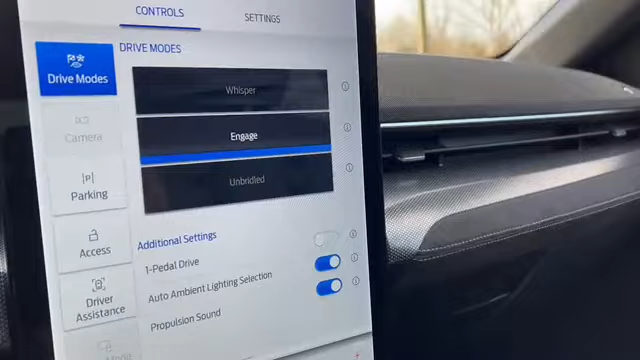 CONTROLS
SETTINGS
DRIVE MODES
Drive Modes
Whisper
Camera
Engage
Parking
Unbridled
Access
Additional Settings
1-Pedal Drive
Driver
Assistance
Auto Ambient Lighting Selection
Propulsion Sound